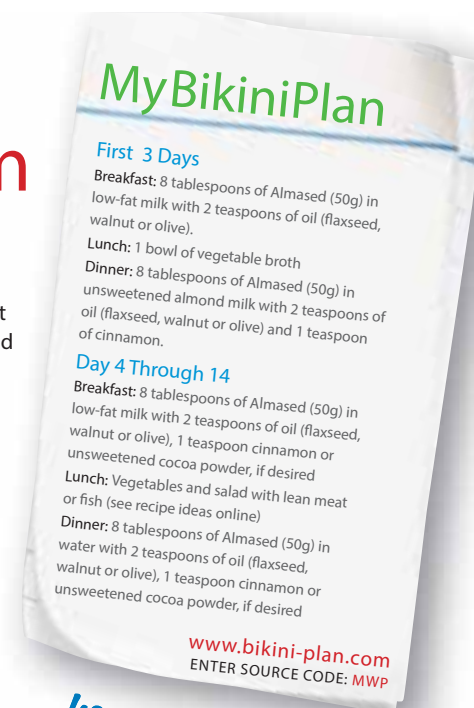 MyBikiniPlan
First 3 Days
Breakfast: 8 tablespoons of Almased (50g) in
low-fat milk with 2 teaspoons of oil (flaxseed,
walnut or olive).
Lunch: 1 bowl of vegetable broth
Dinner: 8 tablespoons of Almased (50g) in
unsweetened almond milk with 2 teaspoons of
oil (flaxseed, walnut or olive) and 1 teaspoon
of cinnamon.
Day 4 Through 14
Breakfast: 8 tablespoons of Almased (50g) in
low-fat milk with 2 teaspoons of oil (flaxseed,
walnut or olive), 1 teaspoon cinnamon or
unsweetened cocoa powder, if desired
Lunch: Vegetables and salad with lean meat
or fish (see recipe ideas online)
Dinner: 8 tablespoons of Almased (50g) in
water with 2 teaspoons of oil (flaxseed,
walnut or olive), 1 teaspoon cinnamon or
unsweetened cocoa powder, if desired
www.bikini-plan.com
ENTER SOURCE CODE: MWP